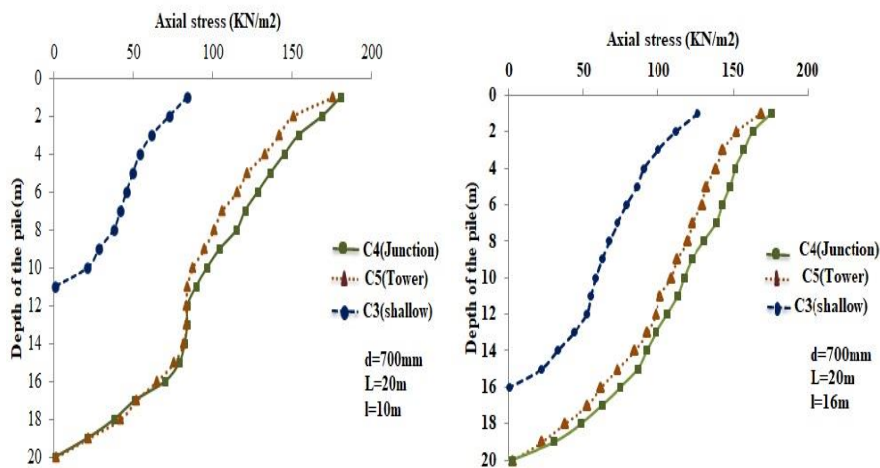 Axial stress (KN/m2)
0 50 100 150 200
Depth of the pile(m)
0
2
4
6
8
10
12
14
16
18
20
C4(Junction)
C5(Tower)
C3(shallow)
d=700mm
L=20m
l=10m
Axial stress (KN/m2)
0 50 100 150 200
Depth of the pile(m)
0
2
4
6
8
10
12
14
16
18
20
C4(Junction)
C5(Tower)
C3(shallow)
d=700mm
L=20m
l=16m